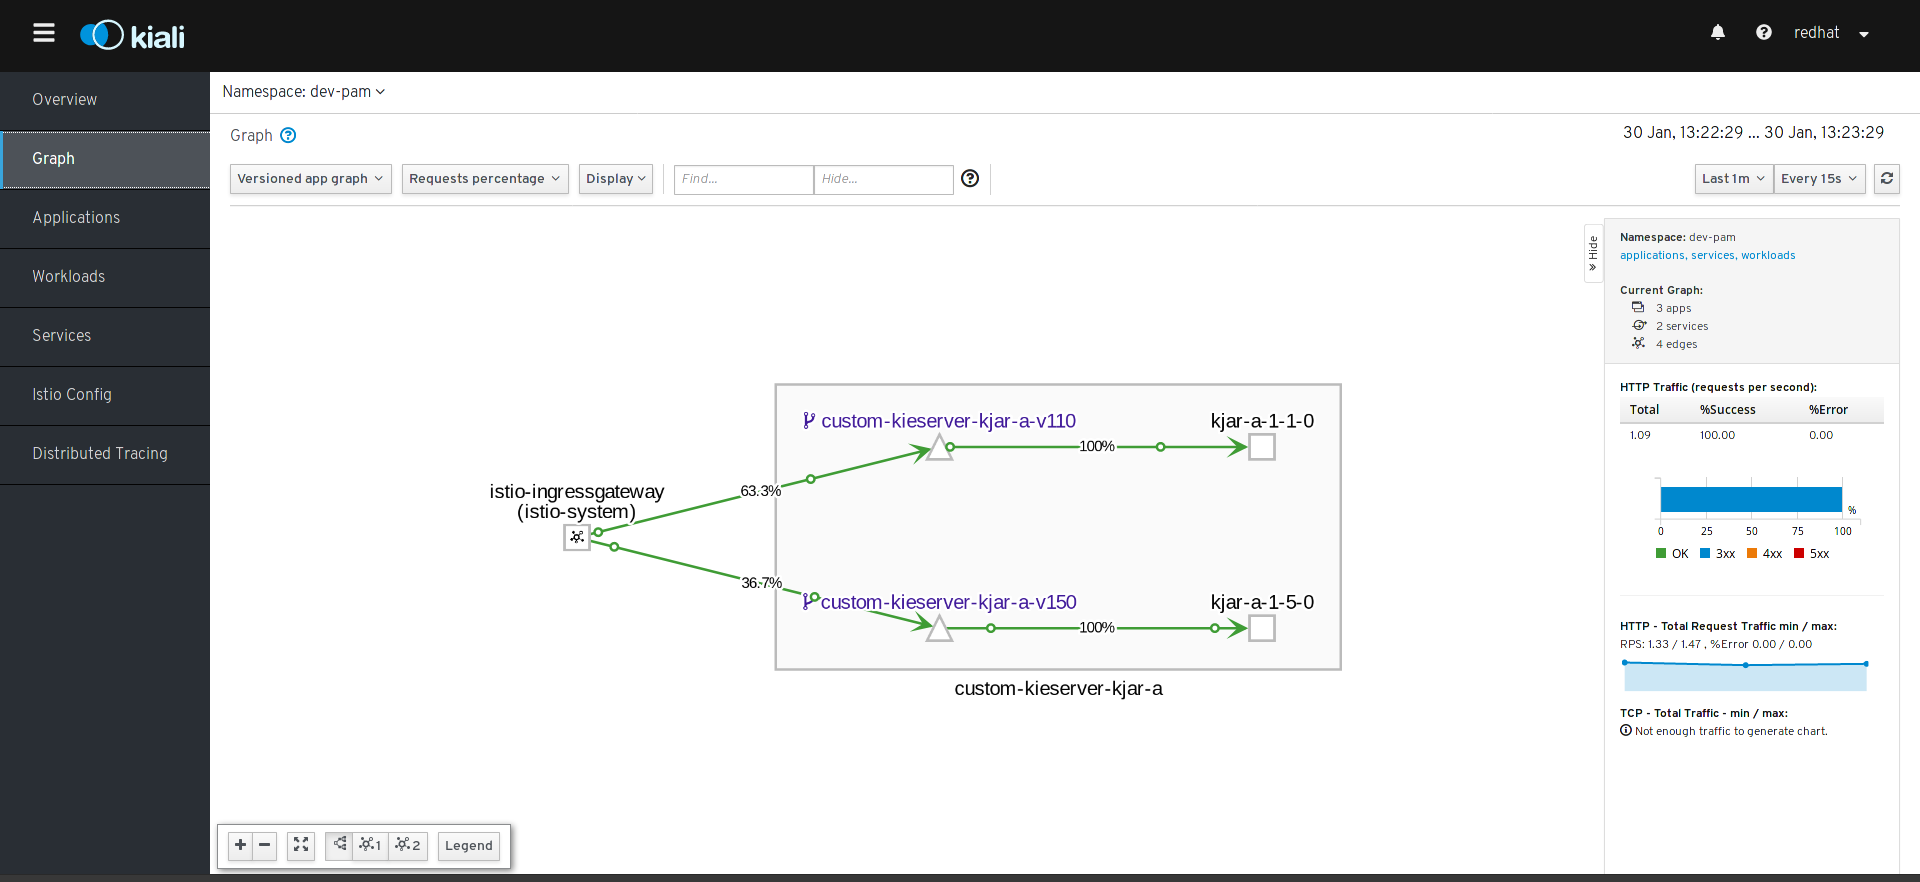 kiali
redhat
Overview
Graph
Applications
Workloads
Services
Istio Config
Distributed Tracing
Namespace: dev-pam
Graph
30 Jan, 13:22:29 ... 30 Jan, 13:23:29
Versioned app graph
Requests percentage
Display
Find...
Hide...
Last 1m
Every 15s
Hide
Namespace: dev-pam
applications, services, workloads
Current Graph:
3 apps
2 services
4 edges
HTTP Traffic (requests per second):
Total %Success %Error
1.09 100.00 0.00
%
0 25 50 75 100
OK 3xx 4xx 5xx
HTTP - Total Request Traffic min / max:
RPS: 1.33 / 1.47 , %Error 0.00 / 0.00
TCP - Total Traffic - min / max:
Not enough traffic to generate chart.
custom-kieserver-kjar-a-v110
kjar-a-1-1-0
100%
istio-ingressgateway
(istio-system)
63.3%
36.7%
custom-kieserver-kjar-a-v150
kjar-a-1-5-0
100%
custom-kieserver-kjar-a
1
2
Legend